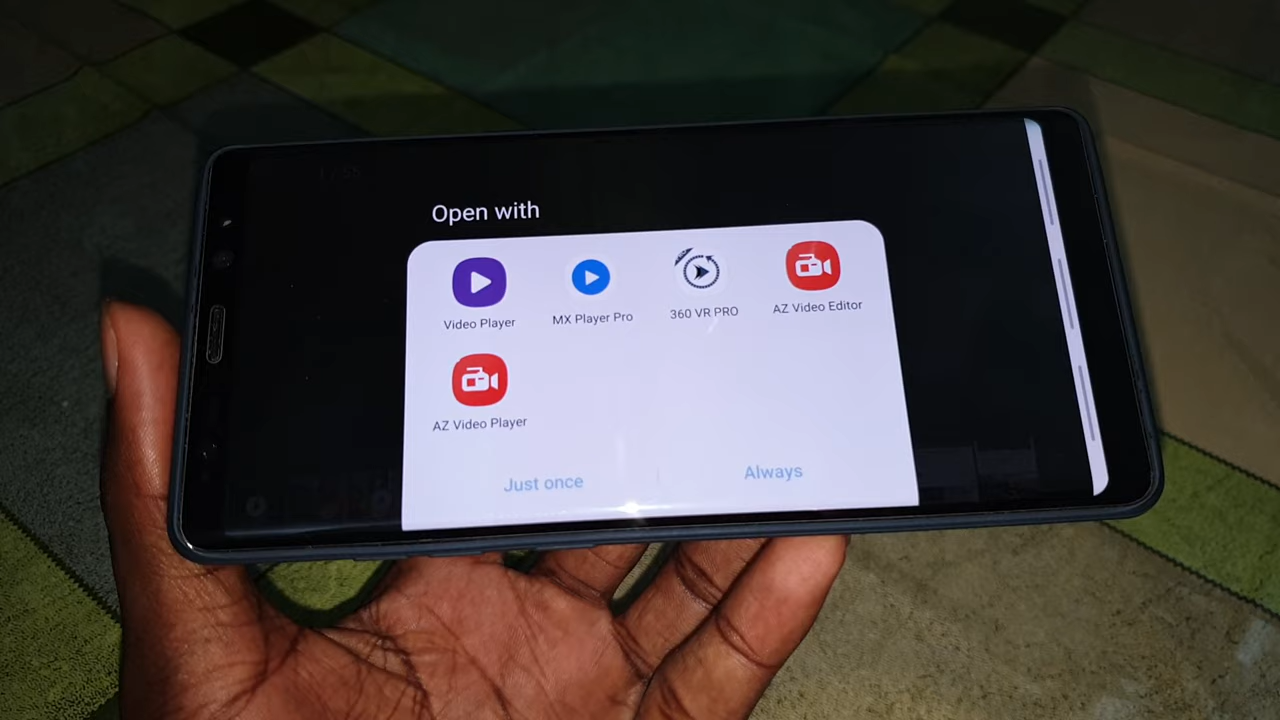 Open with
Video Player
MX Player Pro
360 VR PRO
AZ Video Editor
AZ Video Player
Just once
Always